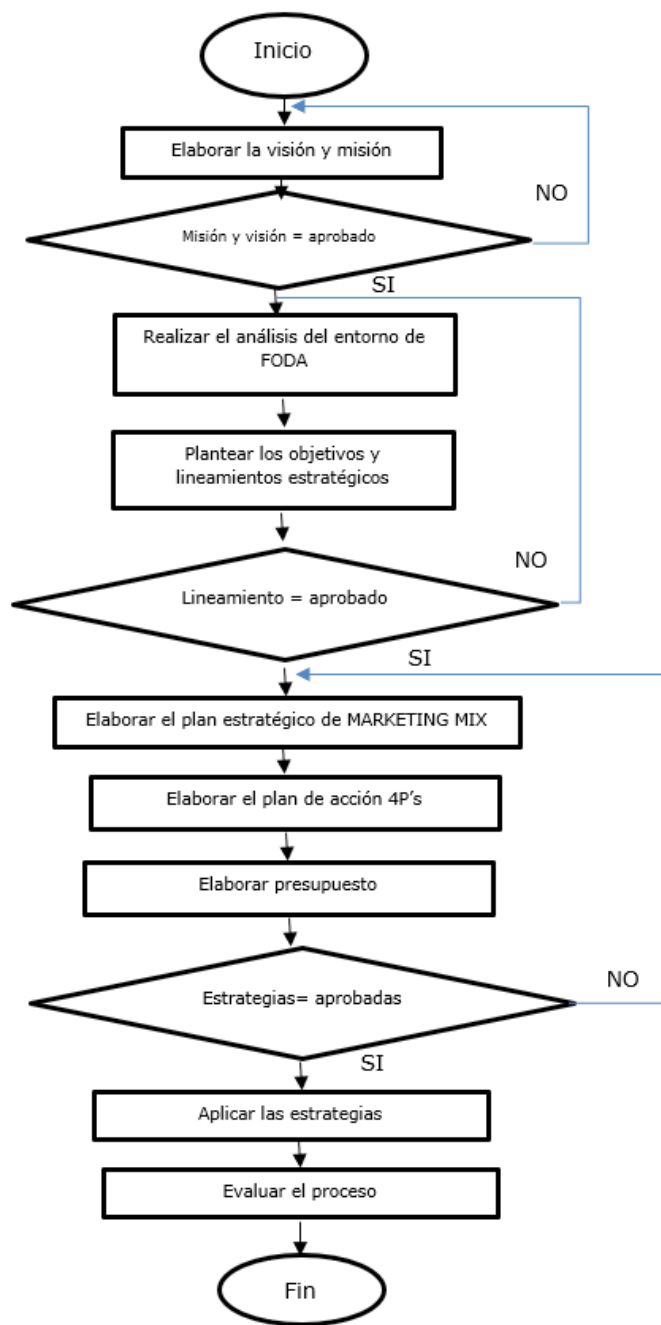 Inicio
Elaborar la visión y misión
NO
Misión y visión = aprobado
SI
Realizar el análisis del entorno de
FODA
Plantear los objetivos y
lineamientos estratégicos
NO
Lineamiento = aprobado
SI
Elaborar el plan estratégico de MARKETING MIX
Elaborar el plan de acción 4P’s
Elaborar presupuesto
NO
Estrategias= aprobadas
SI
Aplicar las estrategias
Evaluar el proceso
Fin